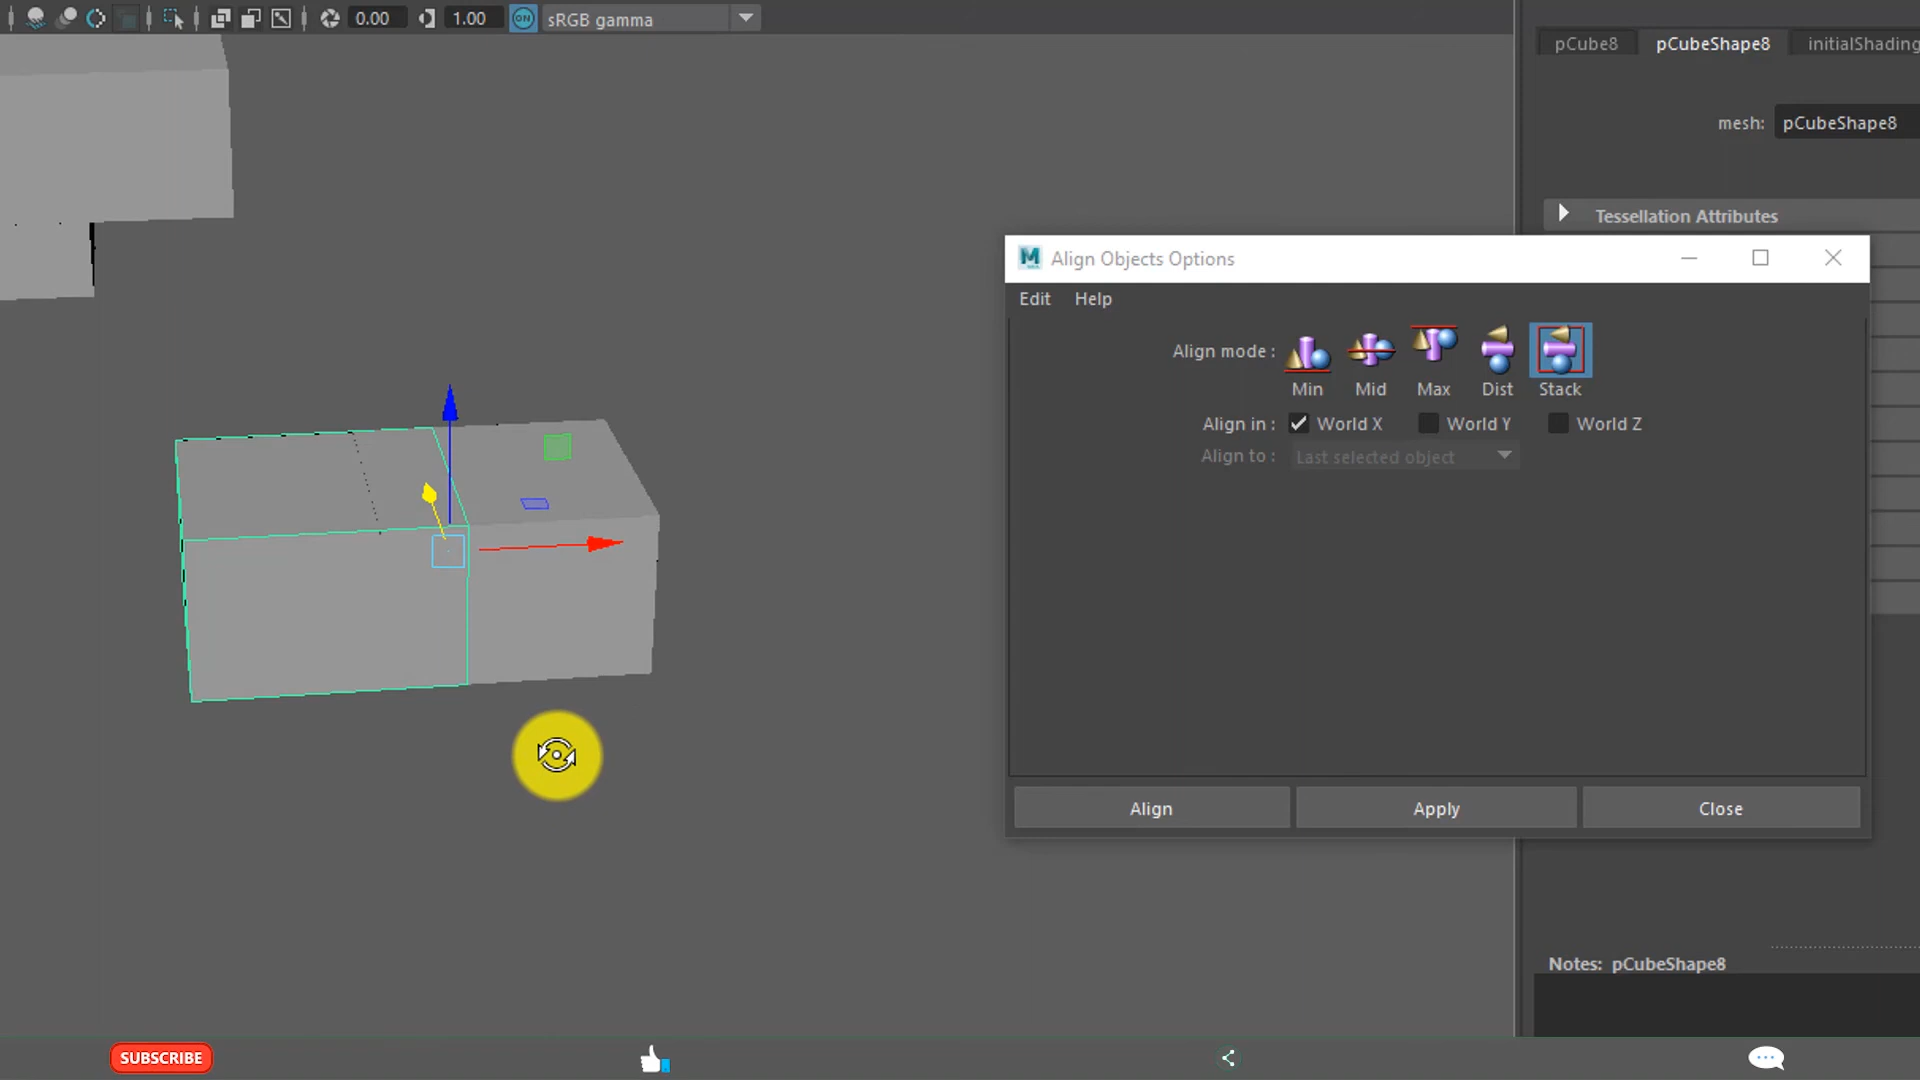 0.00
1.00
ON
sRGB gamma
pCube8
pCubeShape8
initialShading
mesh:
pCubeShape8
Tessellation Attributes
M
Align Objects Options
Edit
Help
Align mode :
Min
Mid
Max
Dist
Stack
Align in :
World X
World Y
World Z
Align to :
Last selected object
Align
Apply
Close
Notes: pCubeShape8
SUBSCRIBE